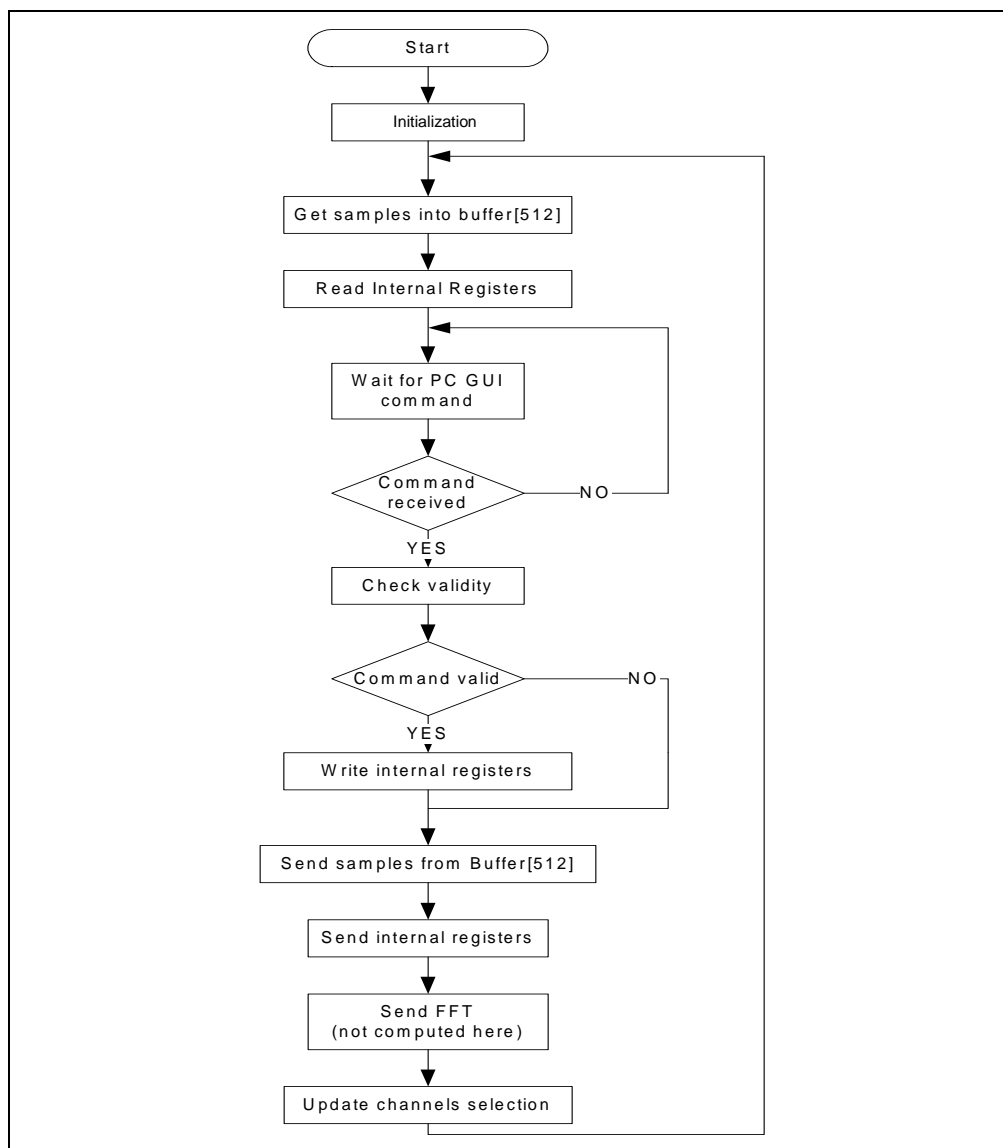 Start
Initialization
Get samples into buffer[512]
Read Internal Registers
Wait for PC GUI
command
Command
received
NO
YES
Check validity
Command valid
NO
YES
Write internal registers
Send samples from Buffer[512]
Send internal registers
Send FFT
(not computed here)
Update channels selection